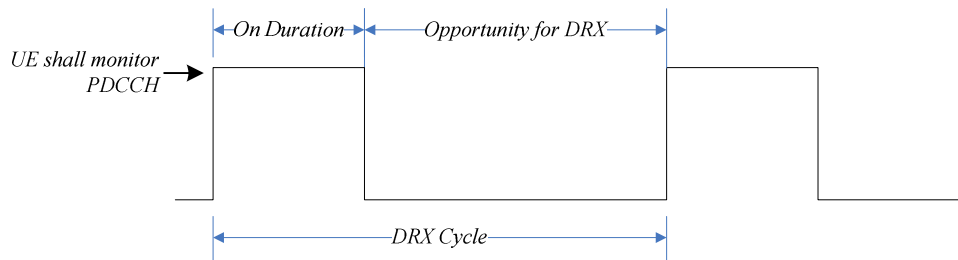 On Duration
Opportunity for DRX
UE shall monitor
PDCCH
DRX Cycle